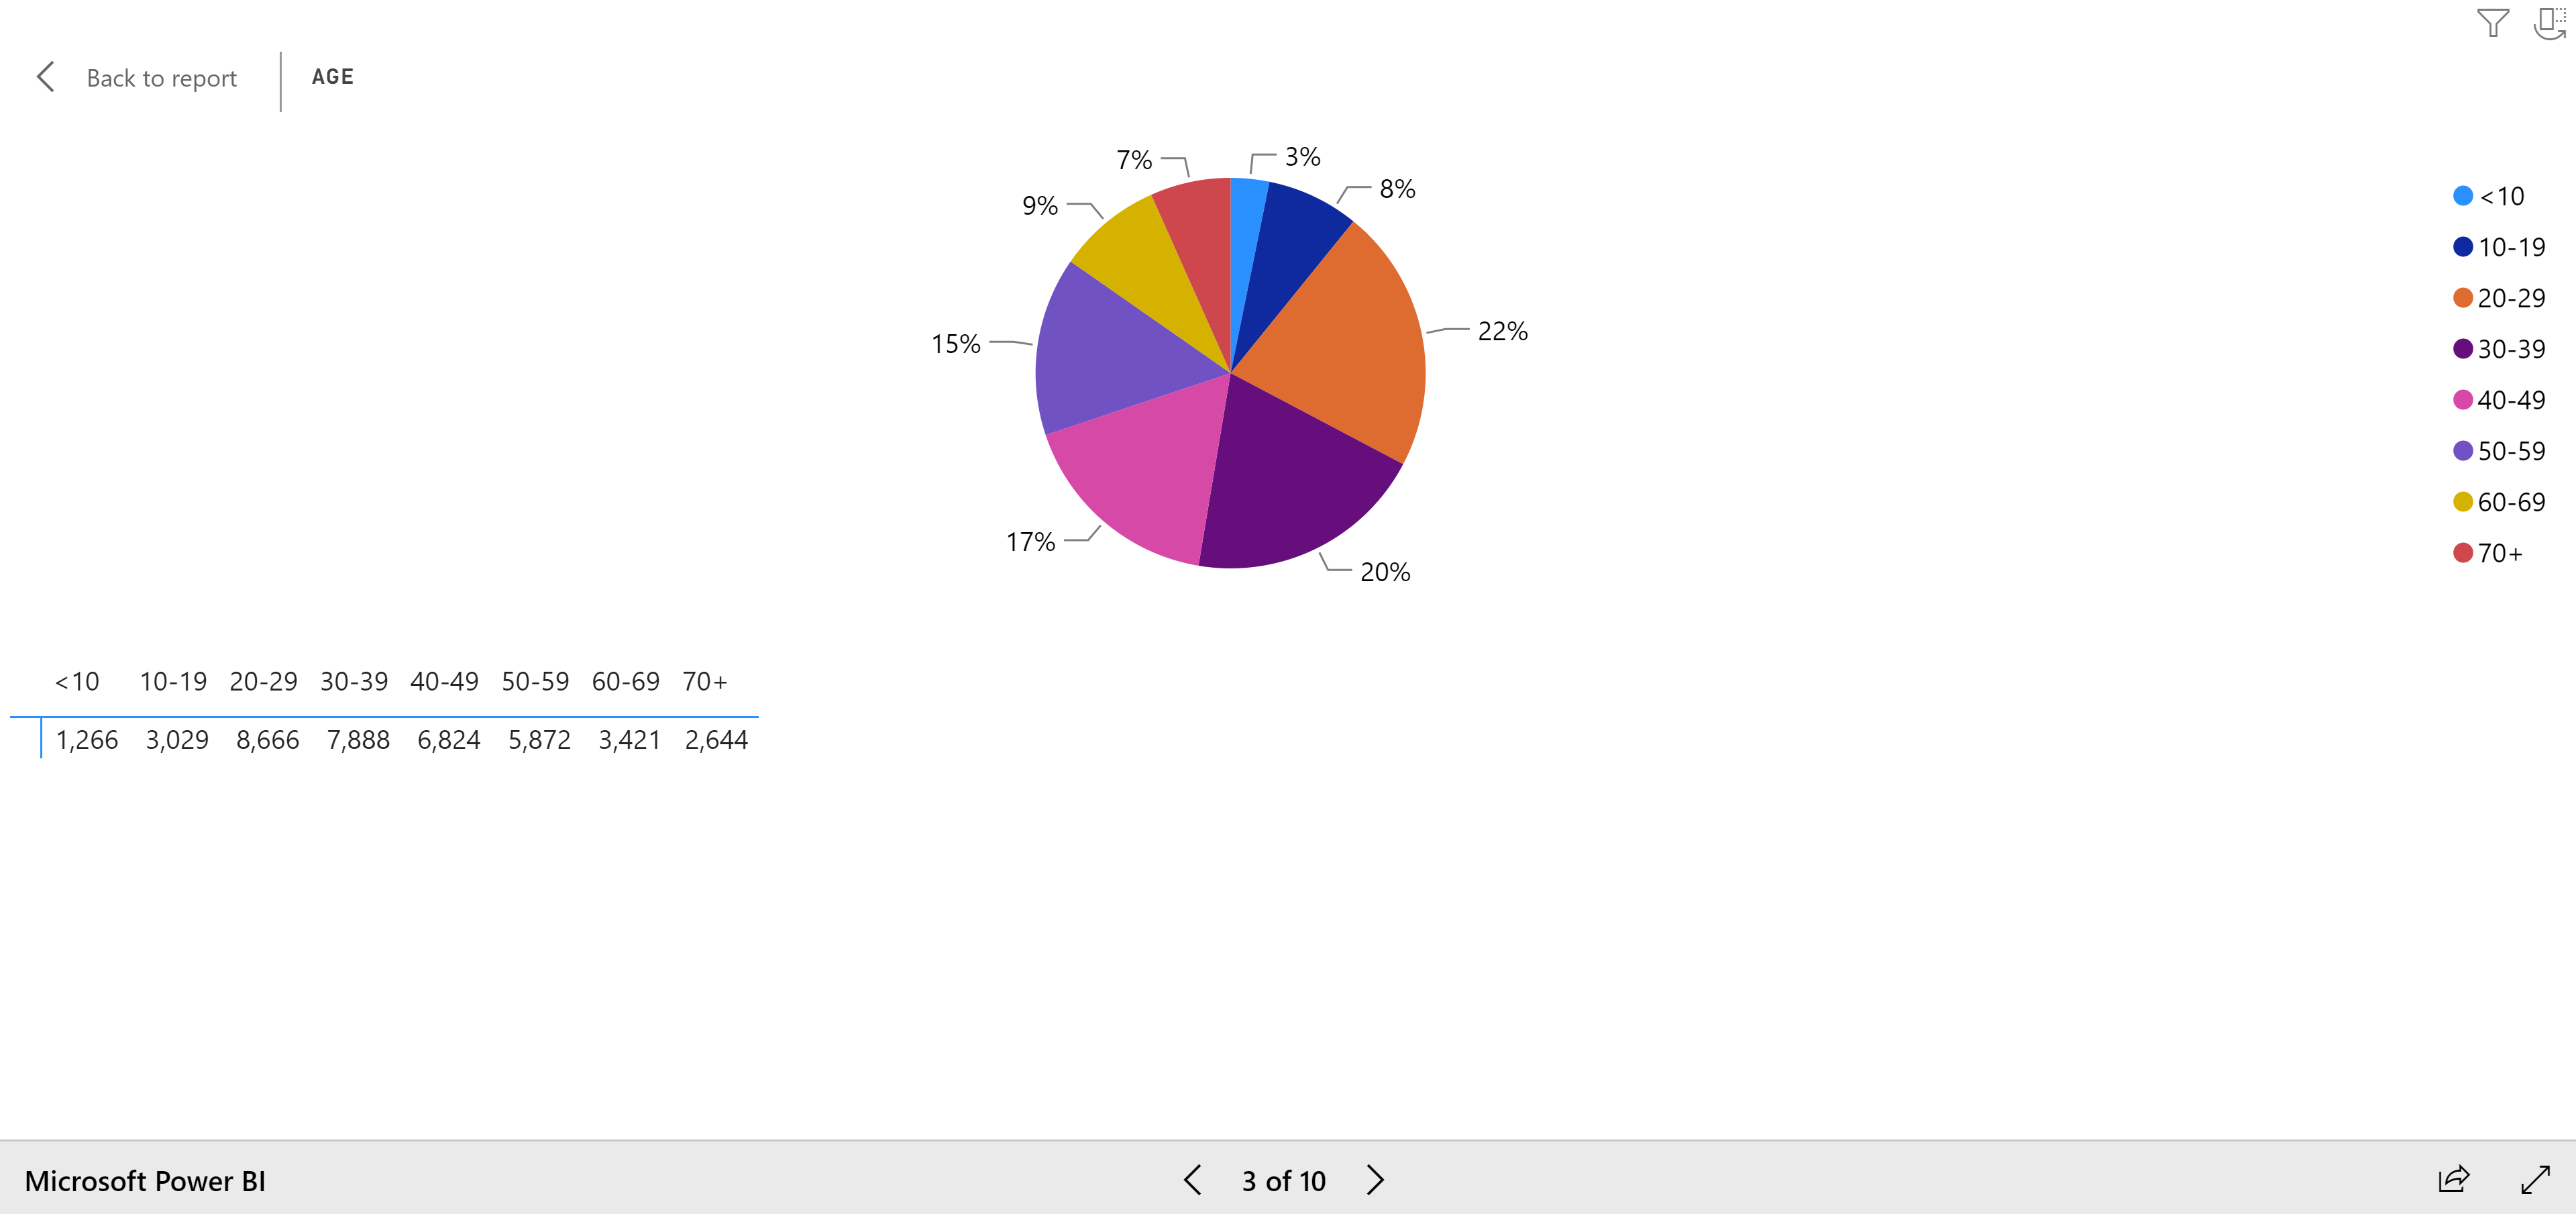 Back to report
AGE
7%
3%
9%
8%
15%
22%
17%
20%
<10
10-19
20-29
30-39
40-49
50-59
60-69
70+
<10 10-19 20-29 30-39 40-49 50-59 60-69 70+
1,266 3,029 8,666 7,888 6,824 5,872 3,421 2,644
Microsoft Power BI
3 of 10